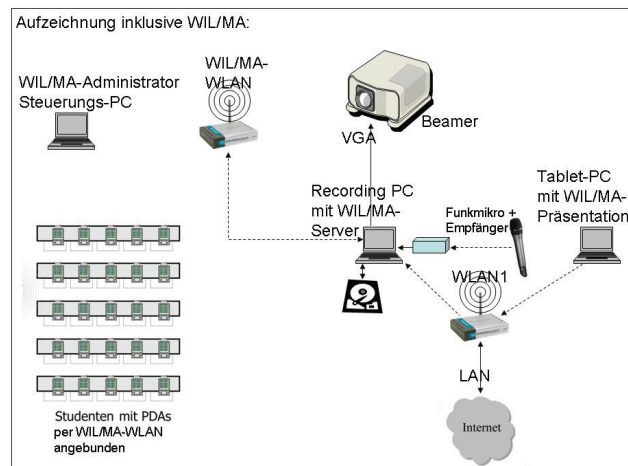 Aufzeichnung inklusive WIL/MA:
WIL/MA-
WLAN
WIL/MA-Administrator
Steuerungs-PC
Beamer
VGA
Recording PC
mit WIL/MA-
Server
Funkmikro +
Empfänger
Tablet-PC
mit WIL/MA-
Präsentation
WLAN1
LAN
Internet
Studenten mit PDAs
per WIL/MA-WLAN
angebunden